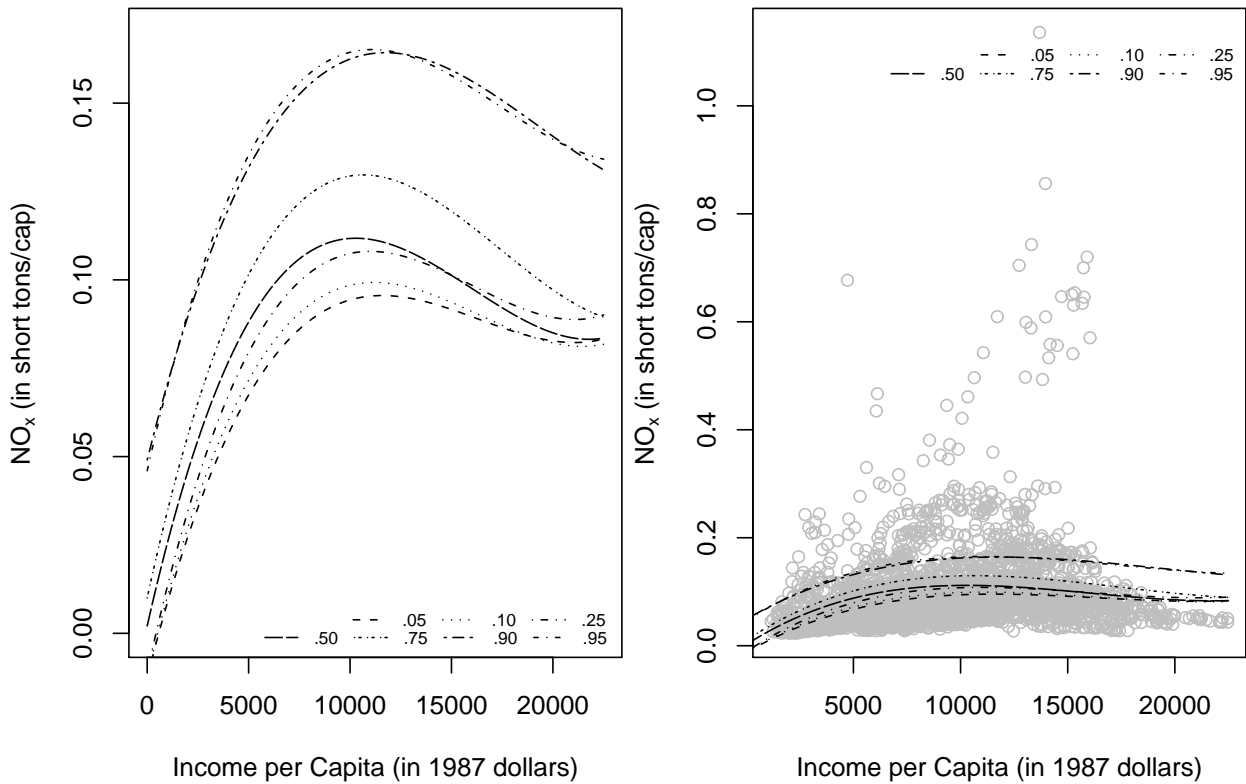 0.15
0.10
0.05
0.00
NOx (in short tons/cap)
.05 .10 .25
.50 .75 .90 .95
0 5000 10000 15000 20000
Income per Capita (in 1987 dollars)
1.0
0.8
0.6
0.4
0.2
0.0
NOx (in short tons/cap)
.05 .10 .25
.50 .75 .90 .95
5000 10000 15000 20000
Income per Capita (in 1987 dollars)